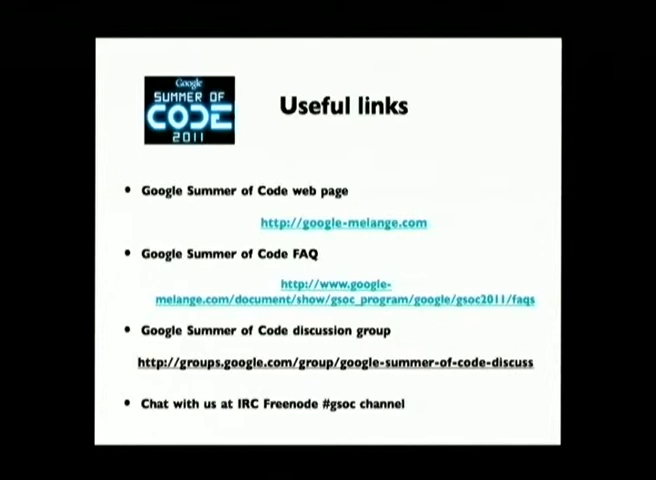 Google
SUMMER OF
CODE
2011
Useful links
• Google Summer of Code web page
http://google-melange.com
• Google Summer of Code FAQ
http://www.google-
melange.com/document/show/gsoc_program/google/gsoc2011/faqs
• Google Summer of Code discussion group
http://groups.google.com/group/google-summer-of-code-discuss
• Chat with us at IRC Freenode #gsoc channel